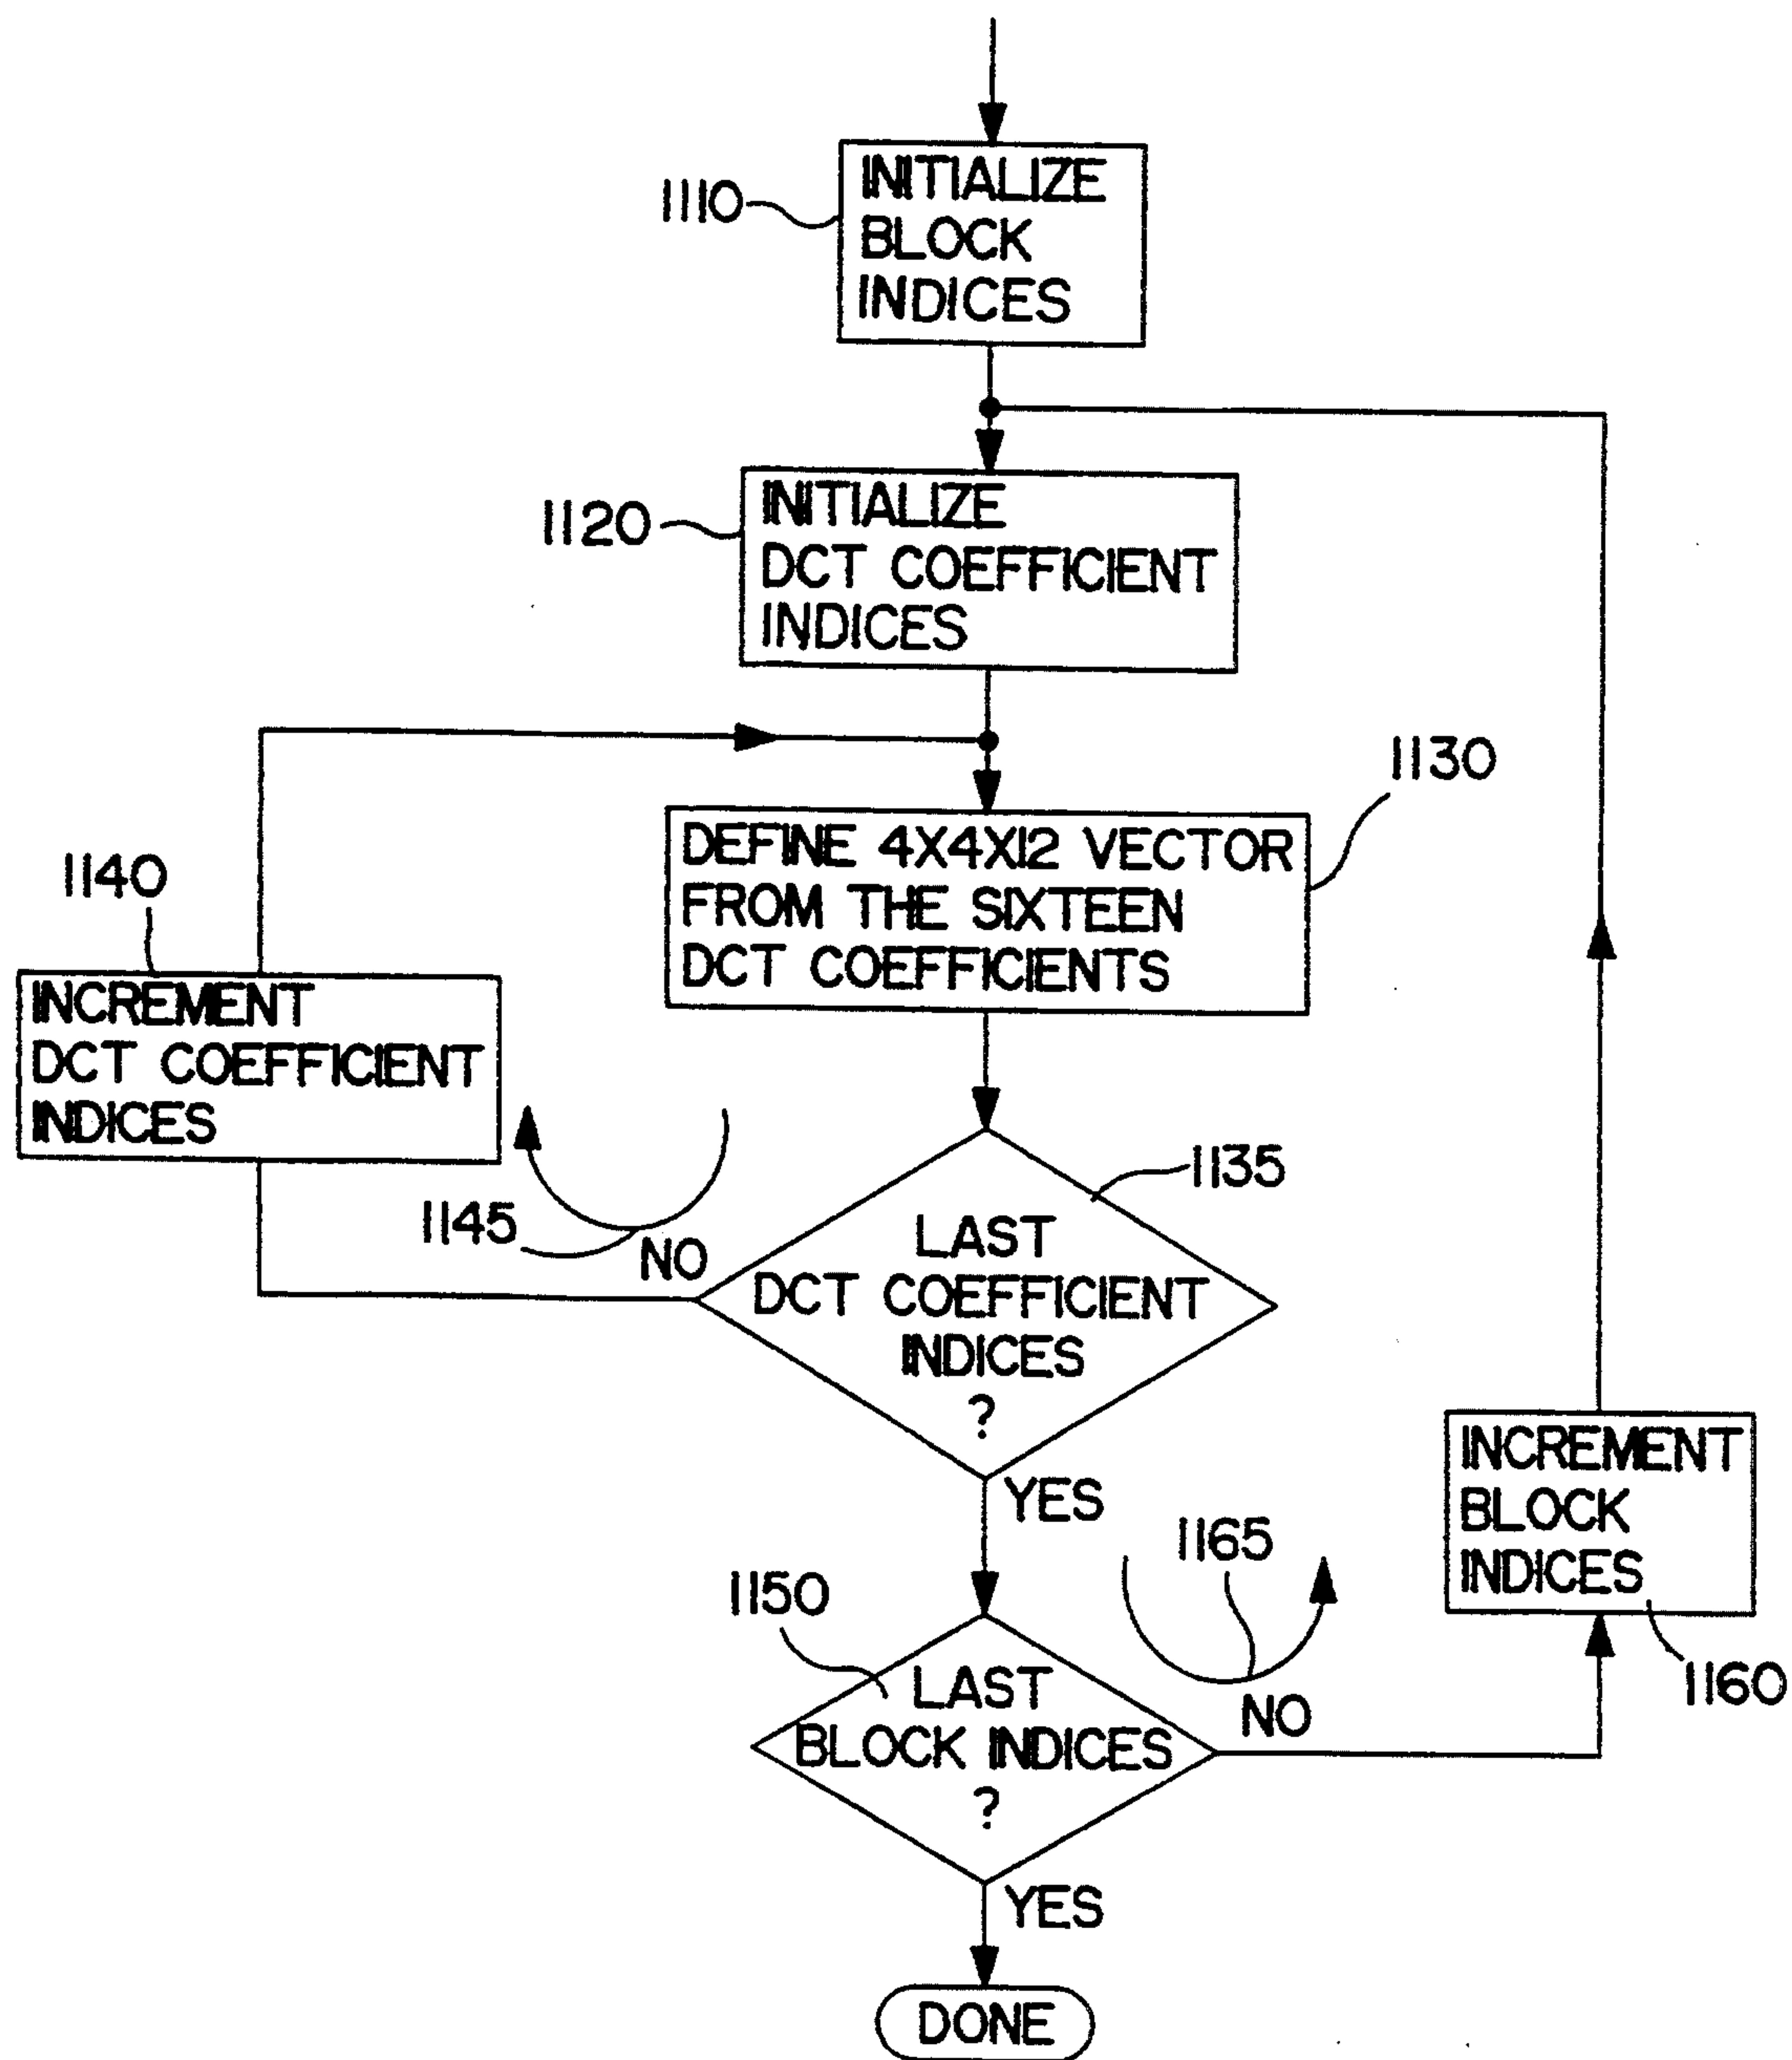 1110
INITIALIZE
BLOCK
INDICES
1120
INITIALIZE
DCT COEFFICIENT
INDICES
1130
DEFINE 4X4X12 VECTOR
FROM THE SIXTEEN
DCT COEFFICIENTS
1140
INCREMENT
DCT COEFFICIENT
INDICES
1145
NO
1135
LAST
DCT COEFFICIENT
INDICES
?
YES
1150
LAST
BLOCK INDICES
?
1165
NO
INCREMENT
BLOCK
INDICES
1160
YES
DONE